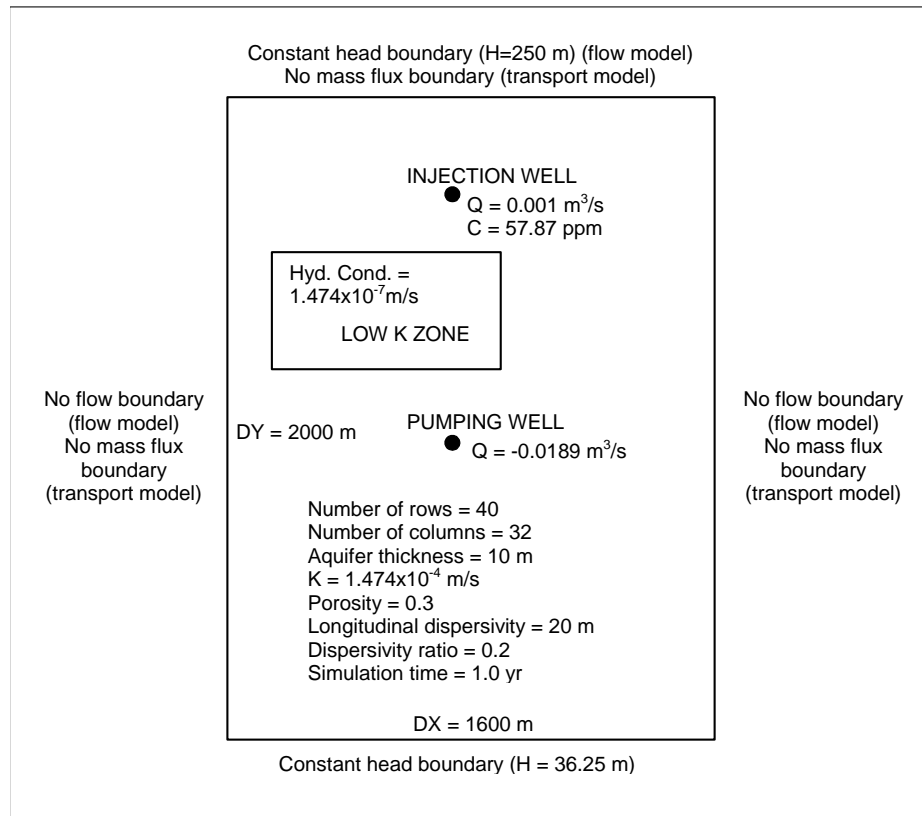 Constant head boundary (H=250 m) (flow model)
No mass flux boundary (transport model)
INJECTION WELL
Q = 0.001 m³/s
C = 57.87 ppm
Hyd. Cond. =
1.474x10⁻⁷m/s
LOW K ZONE
No flow boundary
(flow model)
No mass flux
boundary
(transport model)
DY = 2000 m
PUMPING WELL
Q = -0.0189 m³/s
No flow boundary
(flow model)
No mass flux
boundary
(transport model)
Number of rows = 40
Number of columns = 32
Aquifer thickness = 10 m
K = 1.474x10⁻⁴ m/s
Porosity = 0.3
Longitudinal dispersivity = 20 m
Dispersivity ratio = 0.2
Simulation time = 1.0 yr
DX = 1600 m
Constant head boundary (H = 36.25 m)